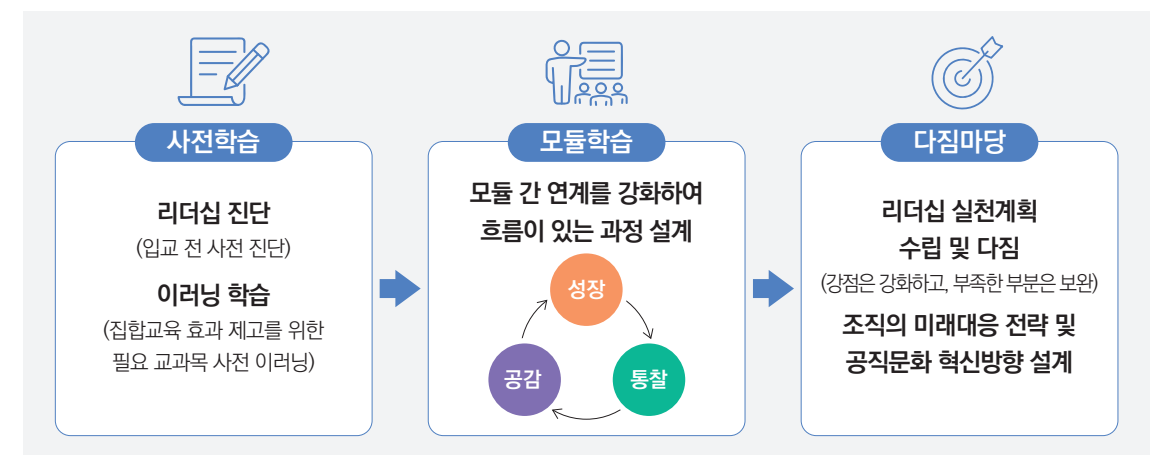 사전학습
리더십 진단
(입교 전 사전 진단)
이러닝 학습
(집합교육 효과 제고를 위한
필요 교과목 사전 이러닝)
모듈학습
모듈 간 연계를 강화하여
흐름이 있는 과정 설계
성장
공감
통찰
다짐마당
리더십 실천계획
수립 및 다짐
(강점은 강화하고, 부족한 부분은 보완)
조직의 미래대응 전략 및
공직문화 혁신방향 설계